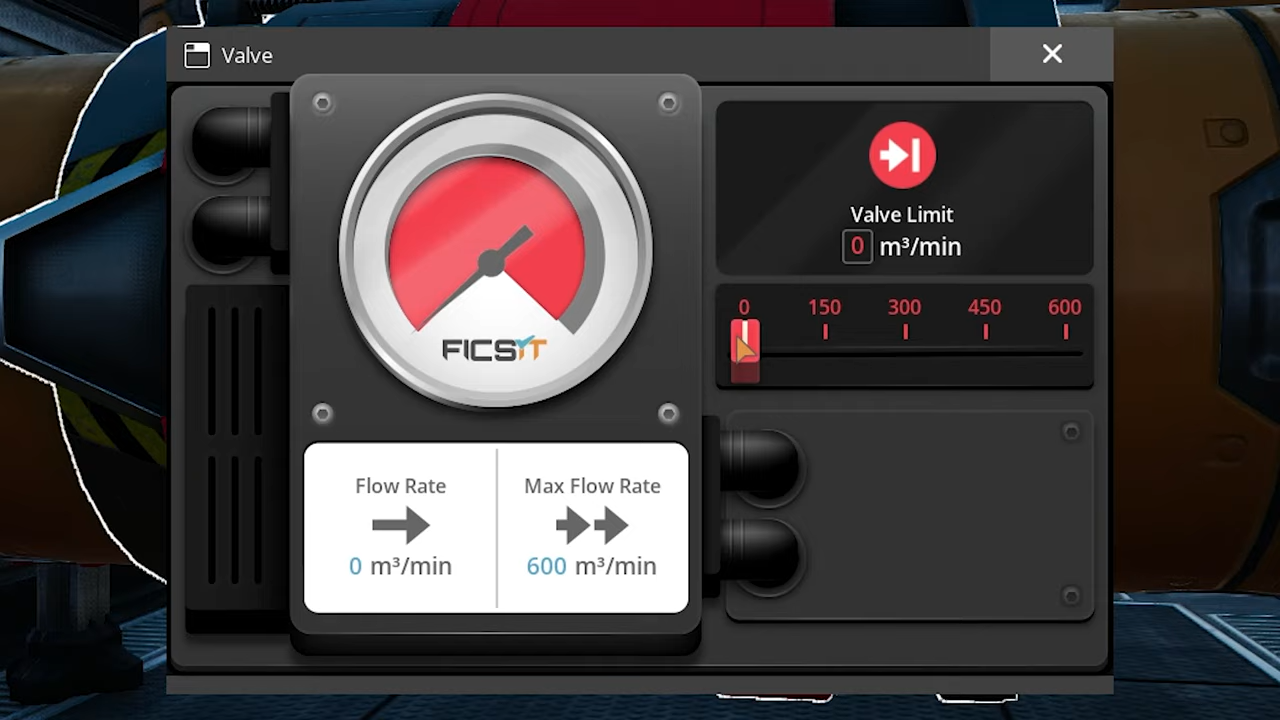 Valve
FICSIT
Flow Rate
0 m³/min
Max Flow Rate
600 m³/min
Valve Limit
0 m³/min
0 150 300 450 600